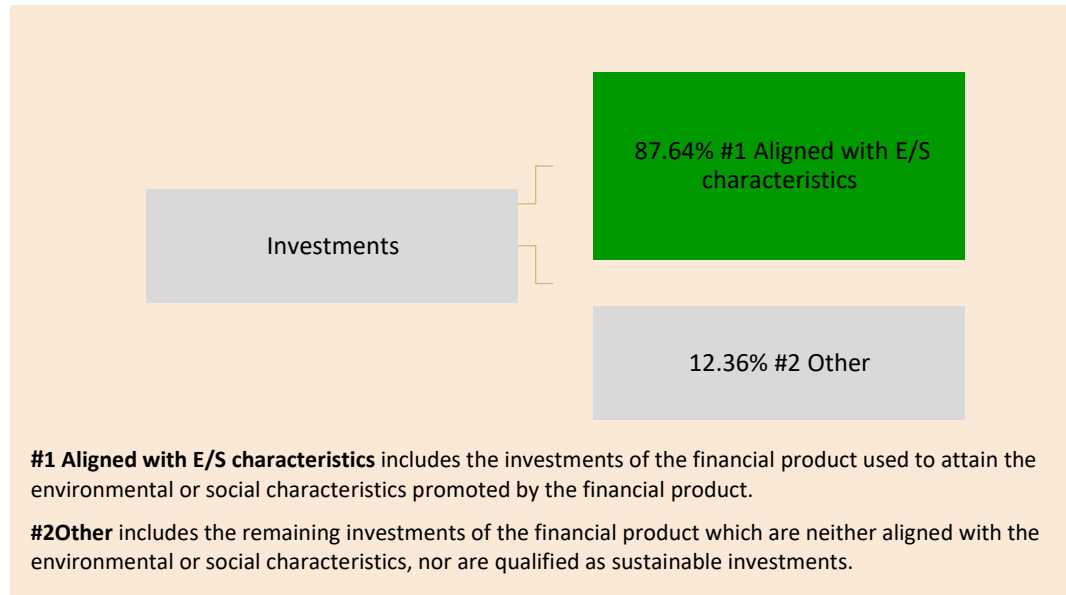 87.64% #1 Aligned with E/S
characteristics
Investments
12.36% #2 Other
#1 Aligned with E/S characteristics includes the investments of the financial product used to attain the
environmental or social characteristics promoted by the financial product.
#2Other includes the remaining investments of the financial product which are neither aligned with the
environmental or social characteristics, nor are qualified as sustainable investments.